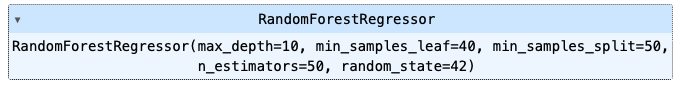 RandomForestRegressor
RandomForestRegressor(max_depth=10, min_samples_leaf=40, min_samples_split=50,
n_estimators=50, random_state=42)